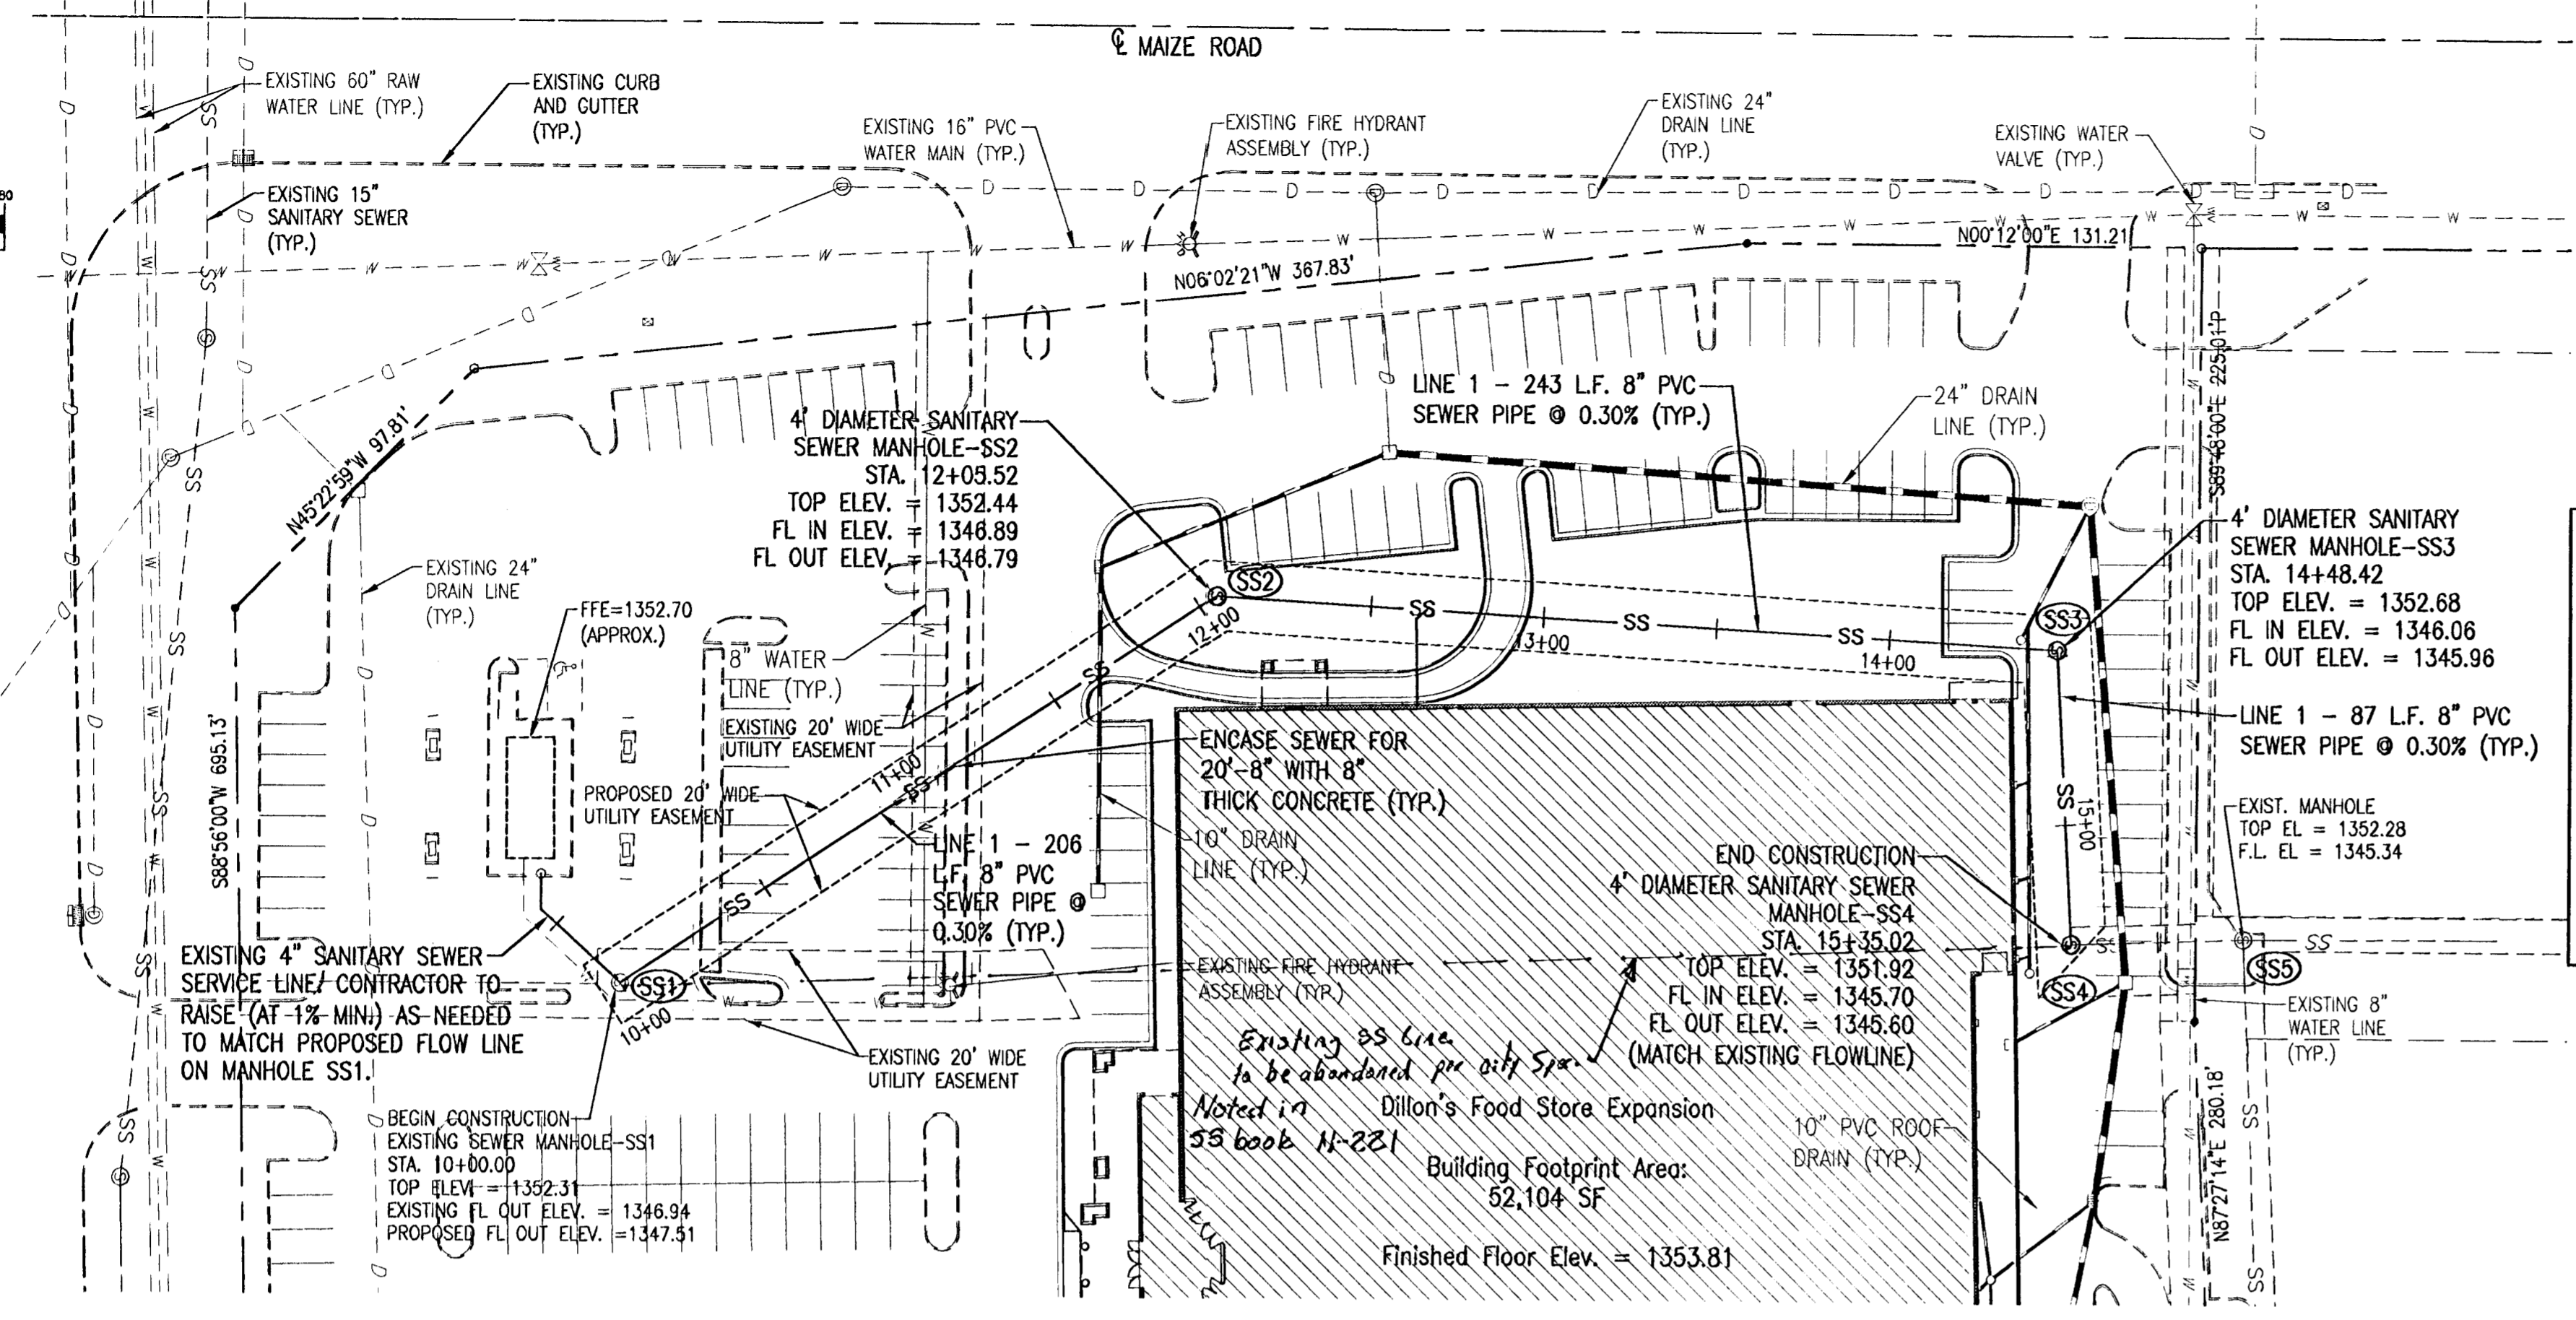 ℄ MAIZE ROAD
80
EXISTING 60" RAW
WATER LINE (TYP.)
EXISTING CURB
AND GUTTER
(TYP.)
EXISTING 16" PVC
WATER MAIN (TYP.)
EXISTING FIRE HYDRANT
ASSEMBLY (TYP.)
EXISTING 24"
DRAIN LINE
(TYP.)
EXISTING WATER
VALVE (TYP.)
EXISTING 15"
SANITARY SEWER
(TYP.)
N06°02'21"W 367.83'
N00°12'00"E 131.21'
S89°48'00"E 225.01'
N45°22'59"W 97.81'
4' DIAMETER SANITARY
SEWER MANHOLE-SS2
STA. 12+05.52
TOP ELEV. = 1352.44
FL IN ELEV. = 1346.89
FL OUT ELEV. = 1346.79
LINE 1 - 243 L.F. 8" PVC
SEWER PIPE @ 0.30% (TYP.)
24" DRAIN
LINE (TYP.)
4' DIAMETER SANITARY
SEWER MANHOLE-SS3
STA. 14+48.42
TOP ELEV. = 1352.68
FL IN ELEV. = 1346.06
FL OUT ELEV. = 1345.96
EXISTING 24"
DRAIN LINE
(TYP.)
FFE=1352.70
(APPROX.)
SS2
12+00
13+00
14+00
SS3
8" WATER
LINE (TYP.)
EXISTING 20' WIDE
UTILITY EASEMENT
LINE 1 - 87 L.F. 8" PVC
SEWER PIPE @ 0.30% (TYP.)
S88°56'00"W 695.13'
11+00
PROPOSED 20' WIDE
UTILITY EASEMENT
ENCASE SEWER FOR
20'-8" WITH 8"
THICK CONCRETE (TYP.)
15+00
EXIST. MANHOLE
TOP EL = 1352.28
F.L. EL = 1345.34
LINE 1 - 206
L.F. 8" PVC
SEWER PIPE @
0.30% (TYP.)
10" DRAIN
LINE (TYP.)
END CONSTRUCTION
4' DIAMETER SANITARY SEWER
MANHOLE-SS4
STA. 15+35.02
TOP ELEV. = 1351.92
FL IN ELEV. = 1345.70
FL OUT ELEV. = 1345.60
(MATCH EXISTING FLOWLINE)
EXISTING 4" SANITARY SEWER
SERVICE LINE/ CONTRACTOR TO
RAISE (AT 1% MIN.) AS NEEDED
TO MATCH PROPOSED FLOW LINE
ON MANHOLE SS1.
SS1
10+00
EXISTING FIRE HYDRANT
ASSEMBLY (TYP.)
SS4
SS5
EXISTING 20' WIDE
UTILITY EASEMENT
EXISTING 8"
WATER LINE
(TYP.)
Existing SS Line
to be abandoned per city Spec.
Noted in
SS book N-221
Dillon's Food Store Expansion
Building Footprint Area:
52,104 SF
Finished Floor Elev. = 1353.81
10" PVC ROOF
DRAIN (TYP.)
N87°27'14"E 280.18'
BEGIN CONSTRUCTION
EXISTING SEWER MANHOLE-SS1
STA. 10+00.00
TOP ELEV = 1352.31
EXISTING FL OUT ELEV. = 1346.94
PROPOSED FL OUT ELEV. =1347.51